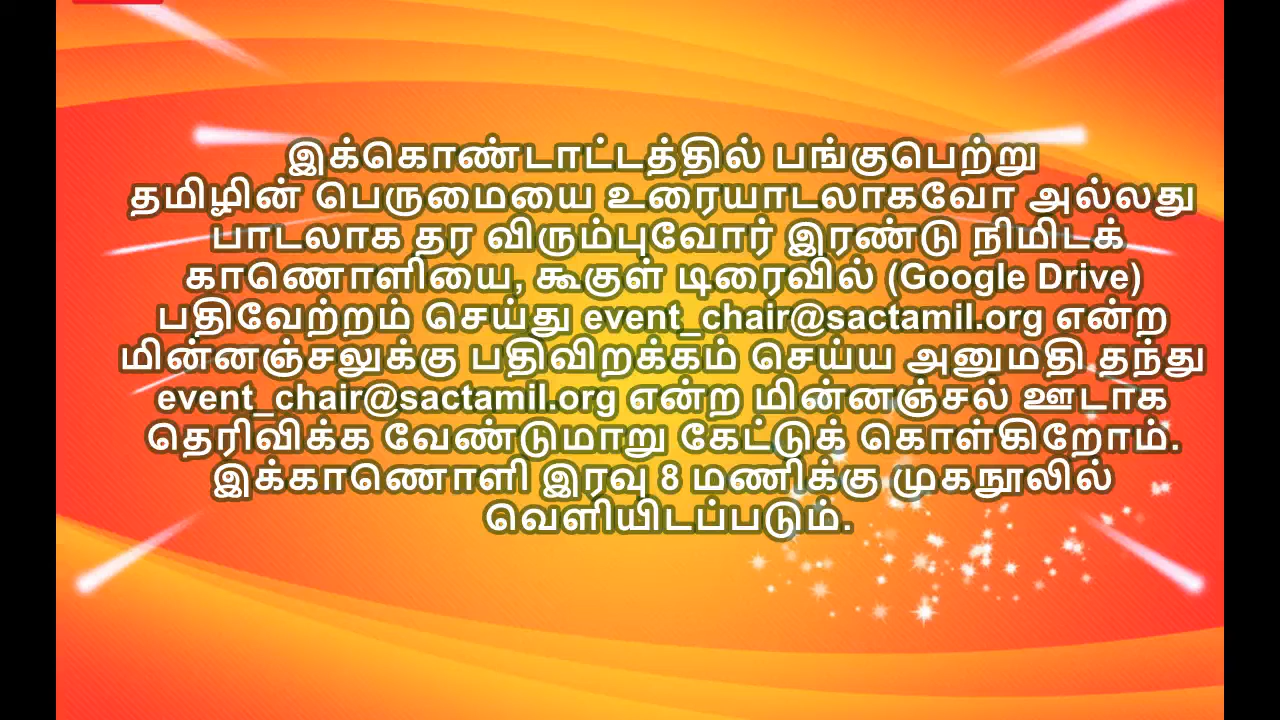 இக்கொண்டாட்டத்தில் பங்குபெற்று
தமிழின் பெருமையை உரையாடலாகவோ அல்லது
பாடலாக தர விரும்புவோர் இரண்டு நிமிடக்
காணொளியை, கூகுள் டிரைவில் (Google Drive)
பதிவேற்றம் செய்து event_chair@sactamil.org என்ற
மின்னஞ்சலுக்கு பதிவிறக்கம் செய்ய அனுமதி தந்து
event_chair@sactamil.org என்ற மின்னஞ்சல் ஊடாக
தெரிவிக்க வேண்டுமாறு கேட்டுக் கொள்கிறோம்.
இக்காணொளி இரவு 8 மணிக்கு முகநூலில்
வெளியிடப்படும்.